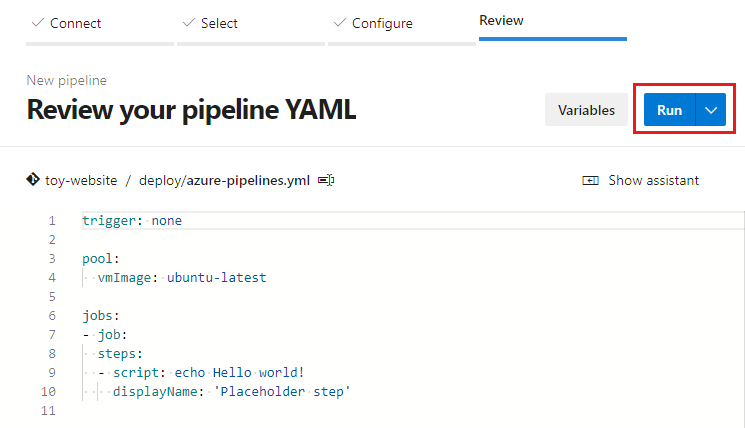 Connect Select Configure Review
New pipeline
Review your pipeline YAML
Variables Run
toy-website / deploy/azure-pipelines.yml Show assistant
1 trigger: none
2
3 pool:
4   vmImage: ubuntu-latest
5
6 jobs:
7 - job:
8   steps:
9   - script: echo Hello world!
10     displayName: 'Placeholder step'
11